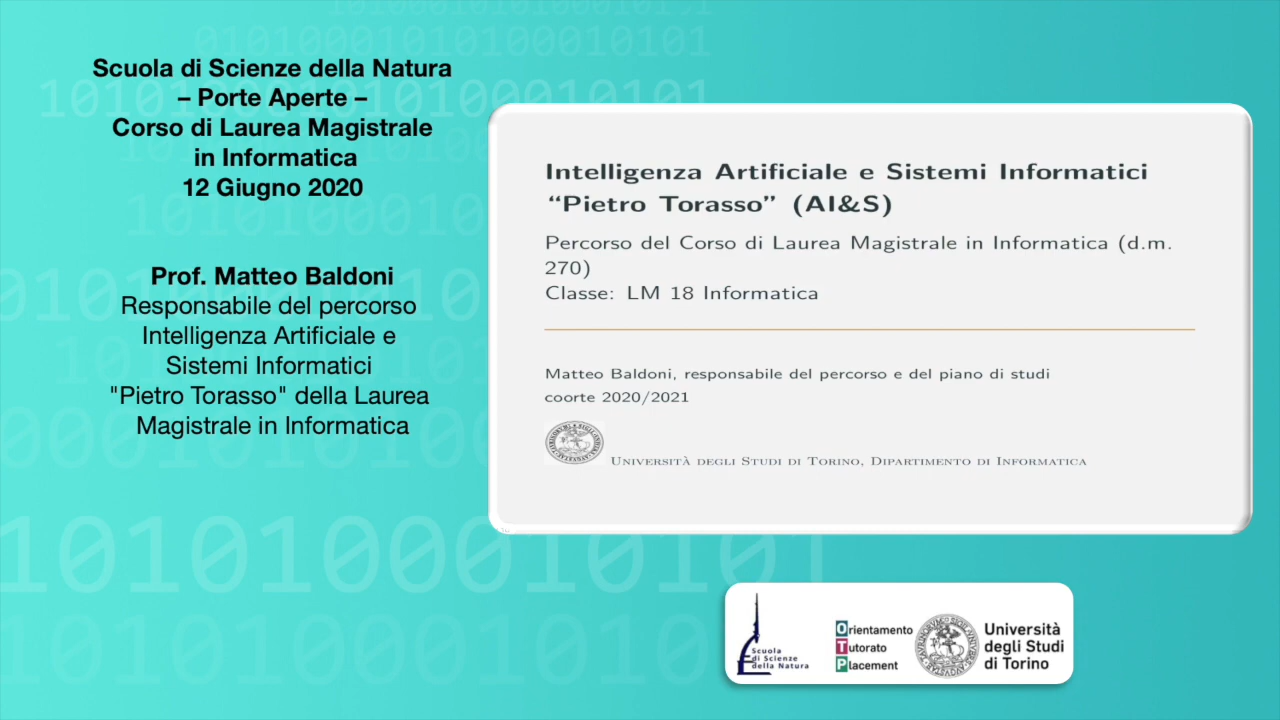 Scuola di Scienze della Natura
– Porte Aperte –
Corso di Laurea Magistrale
in Informatica
12 Giugno 2020
Prof. Matteo Baldoni
Responsabile del percorso
Intelligenza Artificiale e
Sistemi Informatici
"Pietro Torasso" della Laurea
Magistrale in Informatica
Intelligenza Artificiale e Sistemi Informatici
“Pietro Torasso” (AI&S)
Percorso del Corso di Laurea Magistrale in Informatica (d.m.
270)
Classe: LM 18 Informatica
Matteo Baldoni, responsabile del percorso e del piano di studi
coorte 2020/2021
Università degli Studi di Torino, Dipartimento di Informatica
Scuola
di Scienze
della Natura
Orientamento
Tutorato
Placement
Università
degli Studi
di Torino